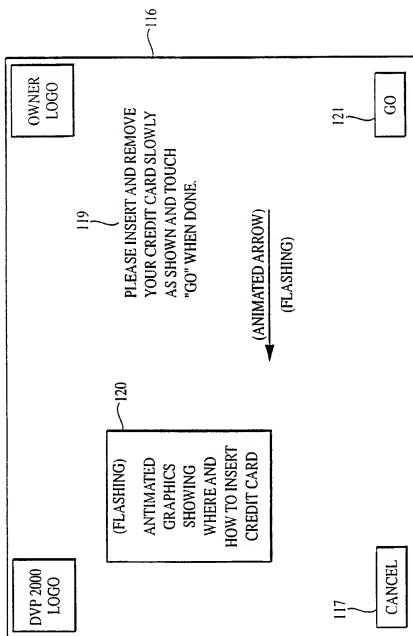 DVP 2000
LOGO
OWNER
LOGO
116
119
PLEASE INSERT AND REMOVE
YOUR CREDIT CARD SLOWLY
AS SHOWN AND TOUCH
"GO" WHEN DONE.
120
(FLASHING)
ANTIMATED
GRAPHICS
SHOWING
WHERE AND
HOW TO INSERT
CREDIT CARD
(ANIMATED ARROW)
(FLASHING)
117
CANCEL
121
GO